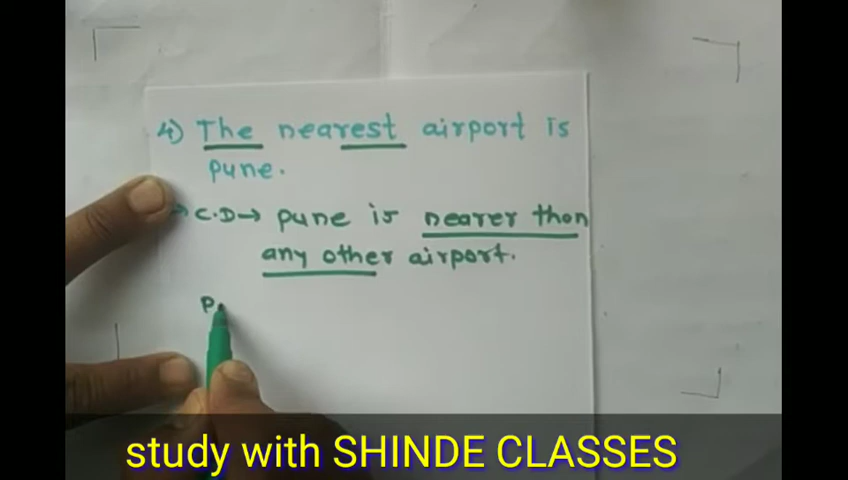 4) The nearest airport is
pune.
→ C.D→ pune is nearer than
any other airport.
P.
study with SHINDE CLASSES